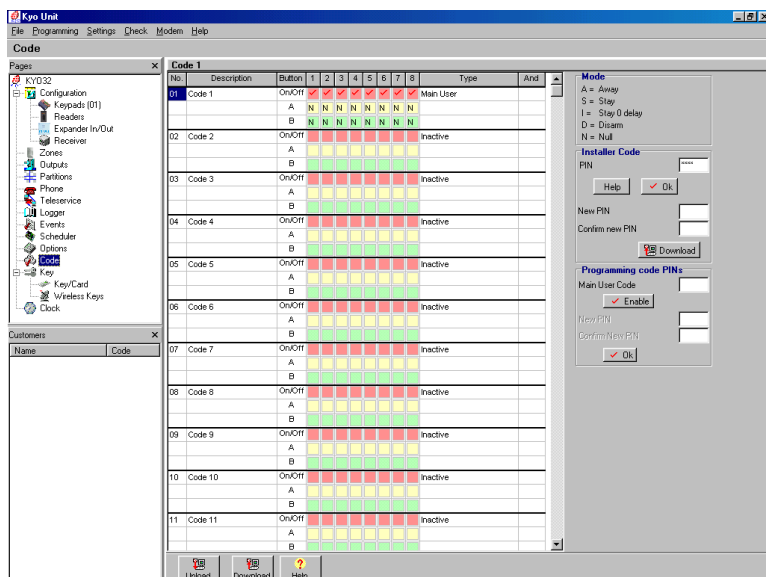 Kyo Unit
File Programming Settings Check Modem Help
Code
Pages
KYO32
Configuration
Keypads (01)
Readers
Expander In/Out
Receiver
Zones
Outputs
Partitions
Phone
Teleservice
Logger
Events
Scheduler
Options
Code
Key
Key/Card
Wireless Keys
Clock
Customers
Name Code
Code 1
No. Description Button 1 2 3 4 5 6 7 8 Type And
01 Code 1 On/Off Main User
A N N N N N N N N
B N N N N N N N N
02 Code 2 On/Off Inactive
A
B
03 Code 3 On/Off Inactive
A
B
04 Code 4 On/Off Inactive
A
B
05 Code 5 On/Off Inactive
A
B
06 Code 6 On/Off Inactive
A
B
07 Code 7 On/Off Inactive
A
B
08 Code 8 On/Off Inactive
A
B
09 Code 9 On/Off Inactive
A
B
10 Code 10 On/Off Inactive
A
B
11 Code 11 On/Off Inactive
A
B
Upload Download Help
Mode
A = Away
S = Stay
I = Stay 0 delay
D = Disarm
N = Null
Installer Code
PIN ****
Help Ok
New PIN
Confirm new PIN
Download
Programming code PINs
Main User Code
Enable
New PIN
Confirm New PIN
Ok